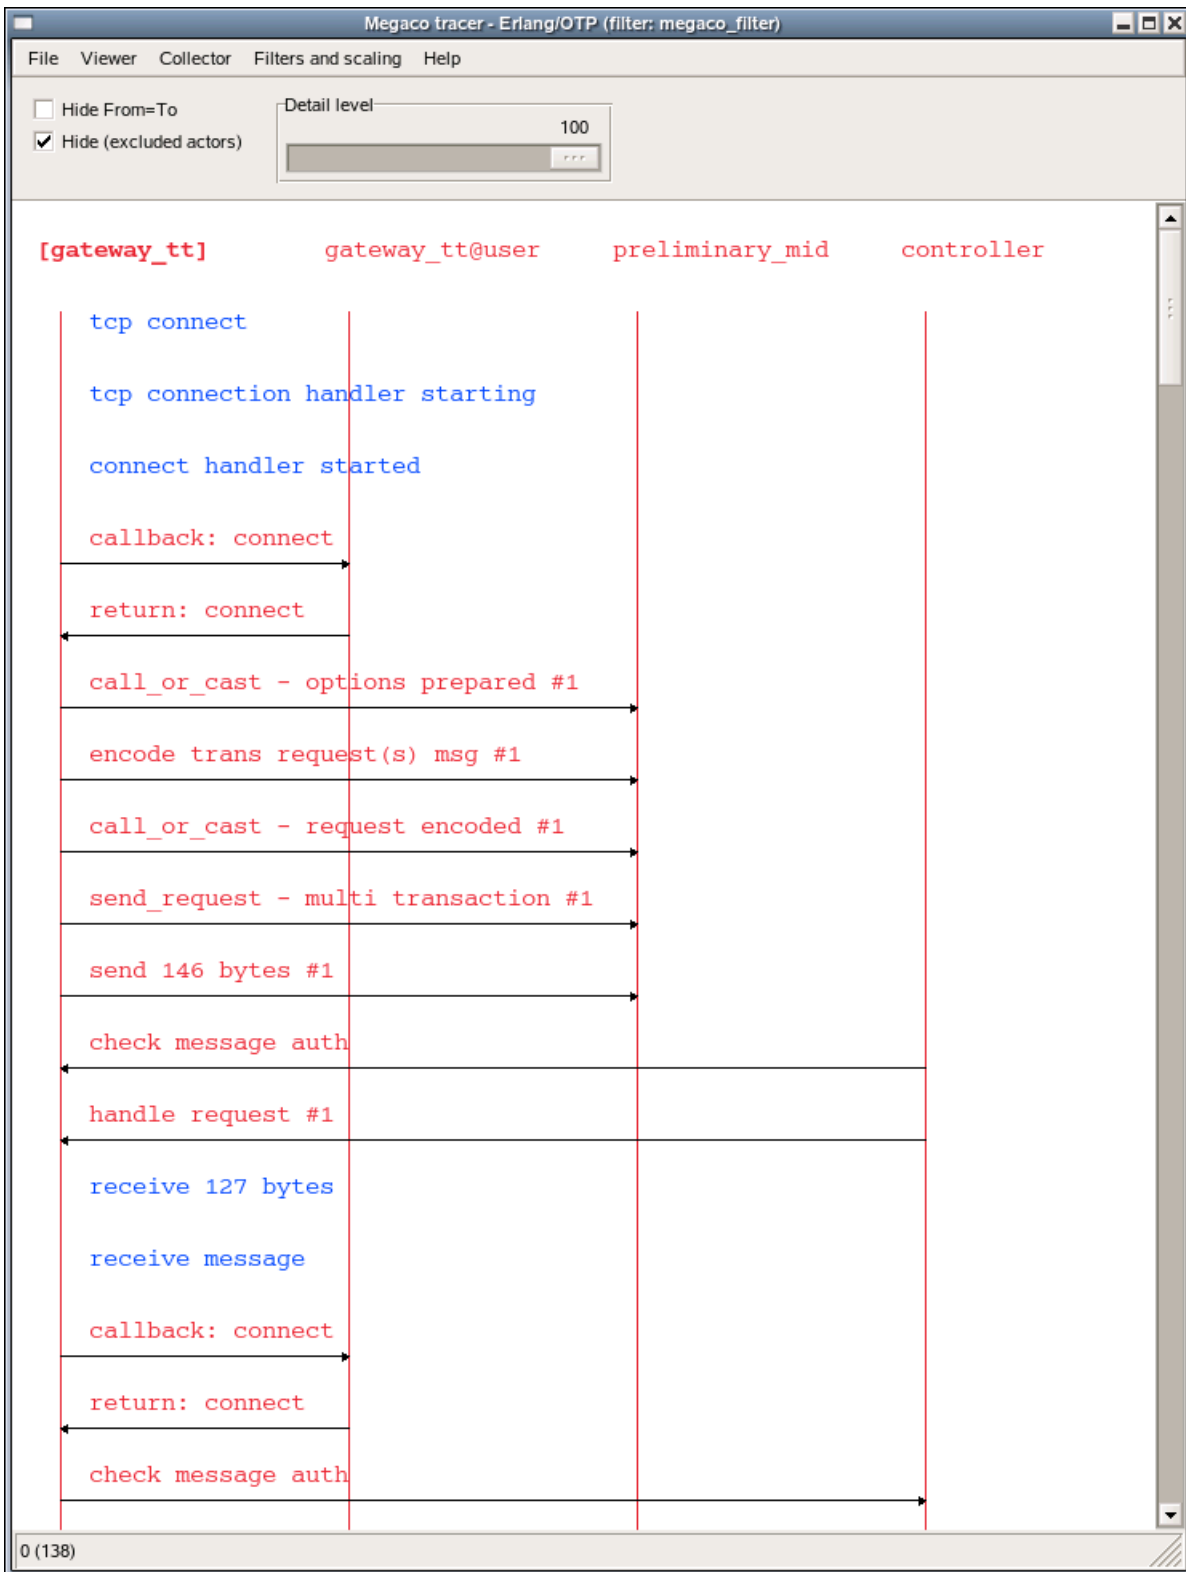 Megaco tracer - Erlang/OTP (filter: megaco_filter)
File Viewer Collector Filters and scaling Help
Hide From=To
Hide (excluded actors)
Detail level
100
[gateway_tt] gateway_tt@user preliminary_mid controller
tcp connect
tcp connection handler starting
connect handler started
callback: connect
return: connect
call_or_cast - options prepared #1
encode trans request(s) msg #1
call_or_cast - request encoded #1
send_request - multi transaction #1
send 146 bytes #1
check message auth
handle request #1
receive 127 bytes
receive message
callback: connect
return: connect
check message auth
0 (138)